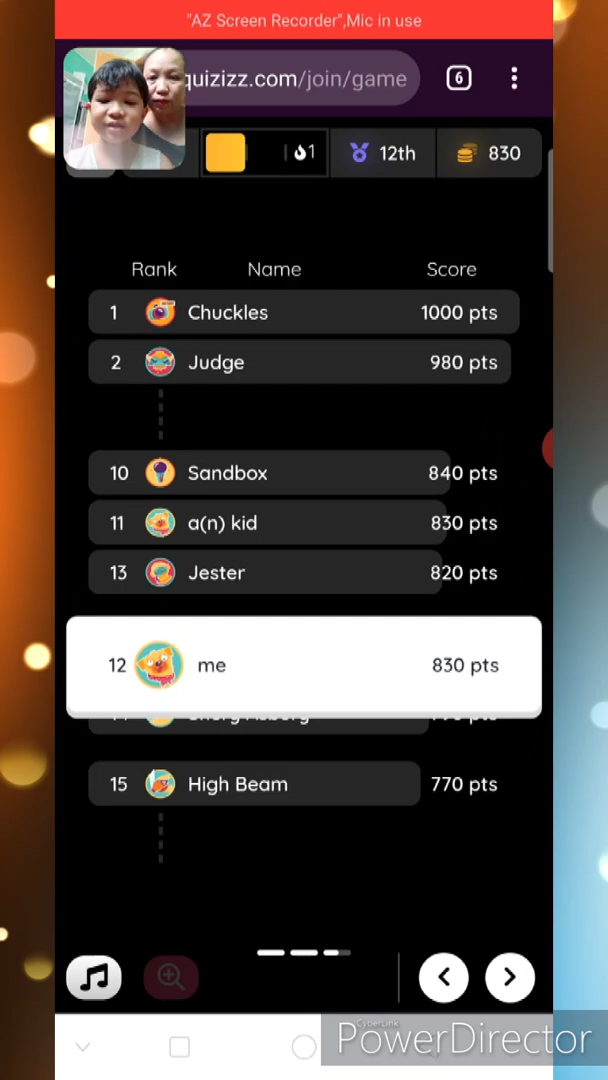 "AZ Screen Recorder",Mic in use
quizizz.com/join/game
6
1
12th
830
Rank Name Score
1 Chuckles 1000 pts
2 Judge 980 pts
10 Sandbox 840 pts
11 a(n) kid 830 pts
13 Jester 820 pts
12 me 830 pts
15 High Beam 770 pts
CyberLink
PowerDirector